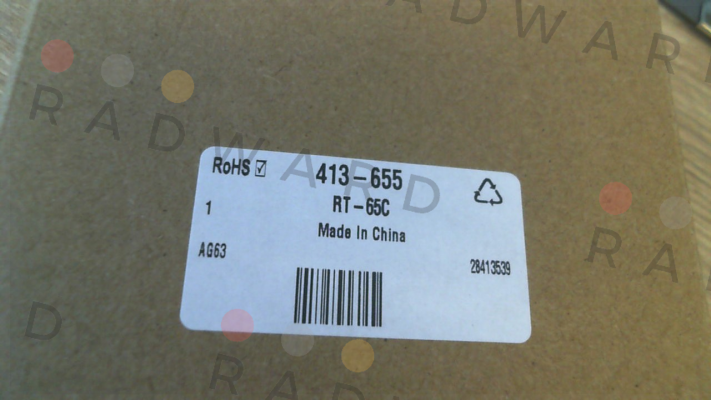 RoHS ☑ 413-655
RT-65C
1
Made In China
AG63
28413539
RADWARD
RADWARD